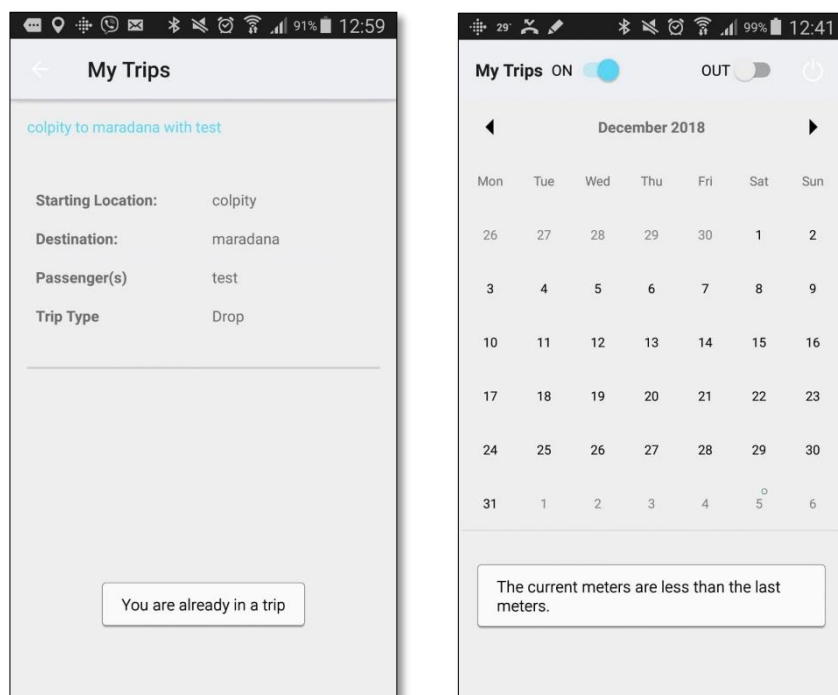 91% 12:59
My Trips
colpity to maradana with test
Starting Location: colpity
Destination: maradana
Passenger(s) test
Trip Type Drop
You are already in a trip
29° 99% 12:41
My Trips ON OUT
December 2018
Mon Tue Wed Thu Fri Sat Sun
26 27 28 29 30 1 2
3 4 5 6 7 8 9
10 11 12 13 14 15 16
17 18 19 20 21 22 23
24 25 26 27 28 29 30
31 1 2 3 4 5 6
The current meters are less than the last
meters.